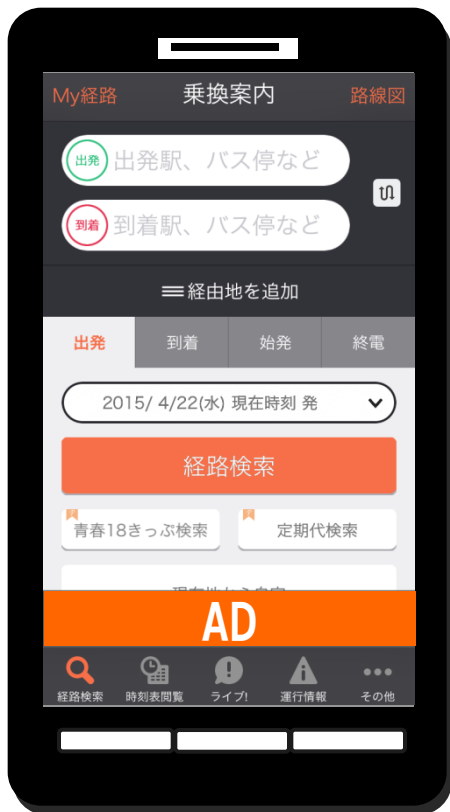 My経路 乗換案内 路線図
出発 出発駅、バス停など
到着 到着駅、バス停など
経由地を追加
出発 到着 始発 終電
2015/ 4/22(水) 現在時刻 発
経路検索
青春18きっぷ検索 定期代検索
AD
経路検索 時刻表閲覧 ライブ! 運行情報 その他